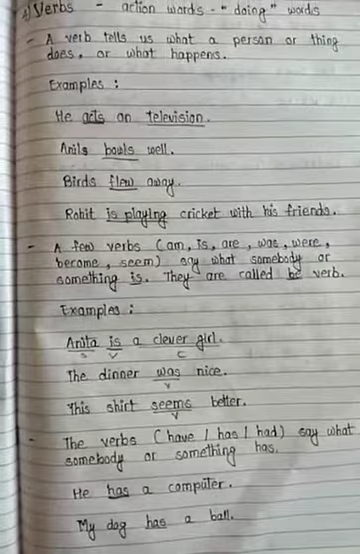 Verbs - action words - "doing" words
- A verb tells us what a person or thing
does, or what happens.
Examples :
He acts on television.
Anils bowls well.
Birds flew away.
Rohit is playing cricket with his friends.
- A few verbs (am, is, are, was, were,
become, seem) say what somebody or
something is. They are called be verb.
Examples :
Anita is a clever girl.
S V C
The dinner was nice.
V
This shirt seems better.
V
- The verbs (have / has / had) say what
somebody or something has.
He has a computer.
My dog has a ball.